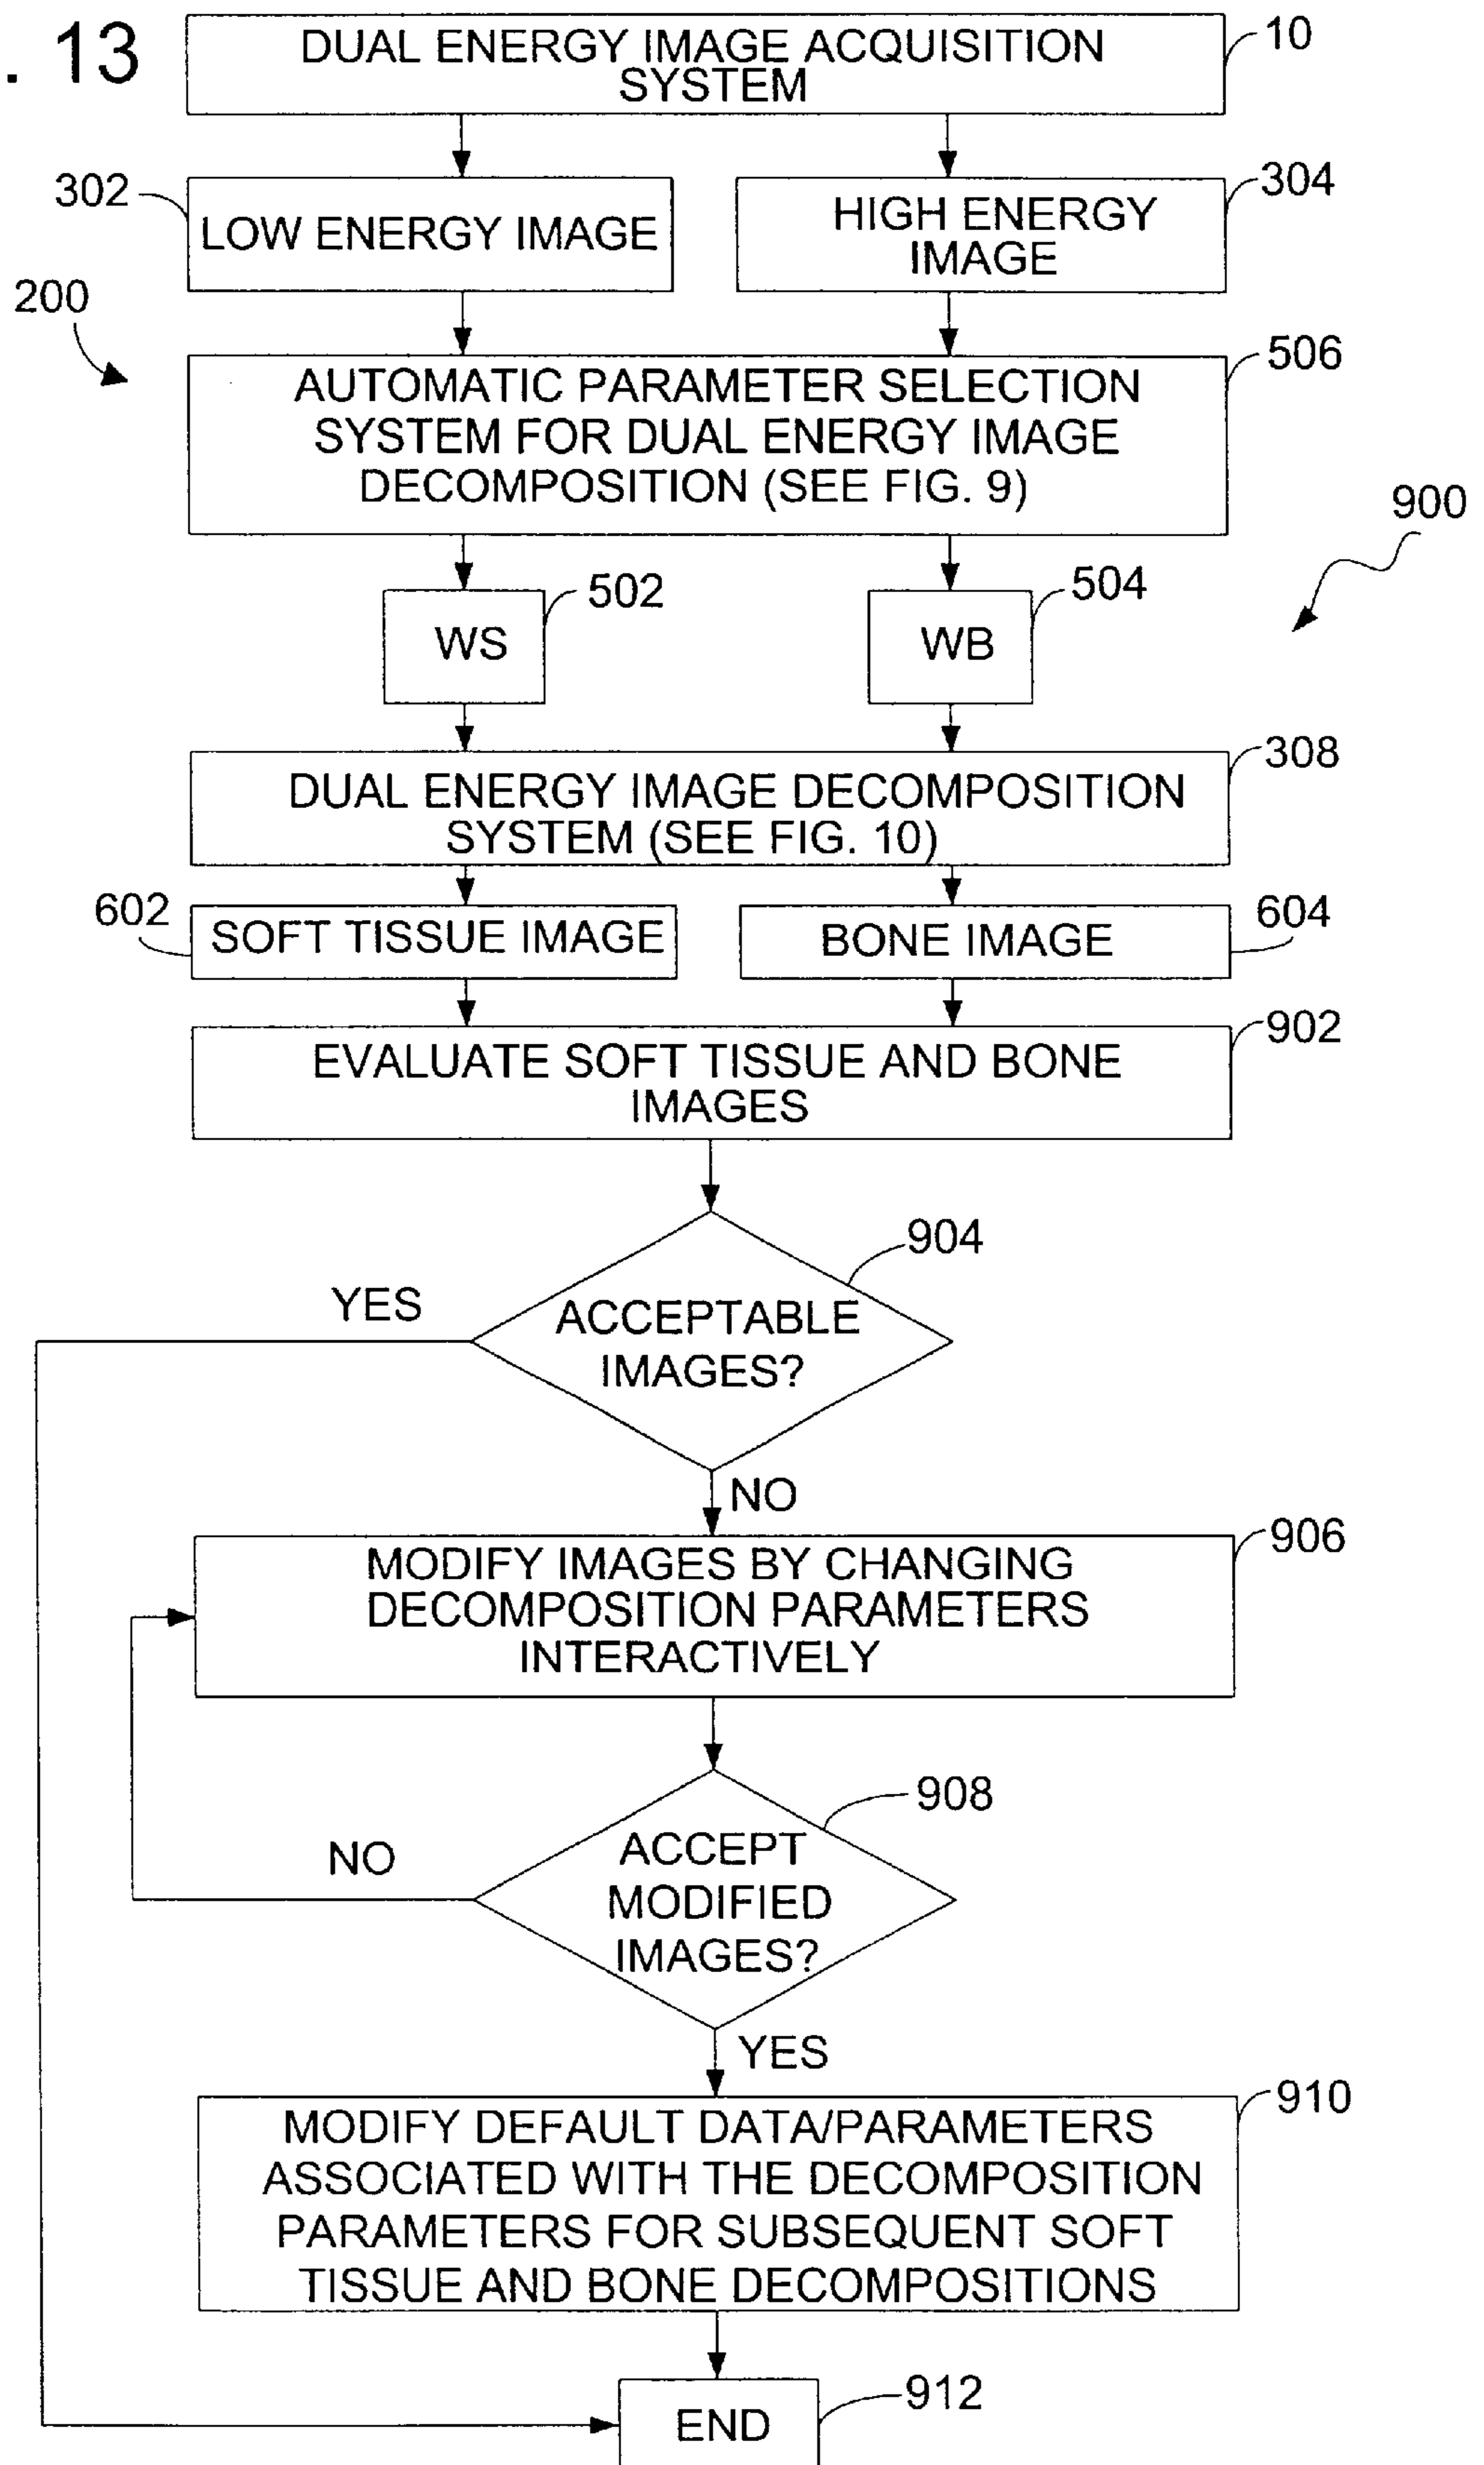 . 13
DUAL ENERGY IMAGE ACQUISITION
SYSTEM
10
302
LOW ENERGY IMAGE
HIGH ENERGY
IMAGE
304
200
AUTOMATIC PARAMETER SELECTION
SYSTEM FOR DUAL ENERGY IMAGE
DECOMPOSITION (SEE FIG. 9)
506
900
WS
502
WB
504
DUAL ENERGY IMAGE DECOMPOSITION
SYSTEM (SEE FIG. 10)
308
602
SOFT TISSUE IMAGE
BONE IMAGE
604
EVALUATE SOFT TISSUE AND BONE
IMAGES
902
904
YES
ACCEPTABLE
IMAGES?
NO
MODIFY IMAGES BY CHANGING
DECOMPOSITION PARAMETERS
INTERACTIVELY
906
908
NO
ACCEPT
MODIFIED
IMAGES?
YES
MODIFY DEFAULT DATA/PARAMETERS
ASSOCIATED WITH THE DECOMPOSITION
PARAMETERS FOR SUBSEQUENT SOFT
TISSUE AND BONE DECOMPOSITIONS
910
END
912